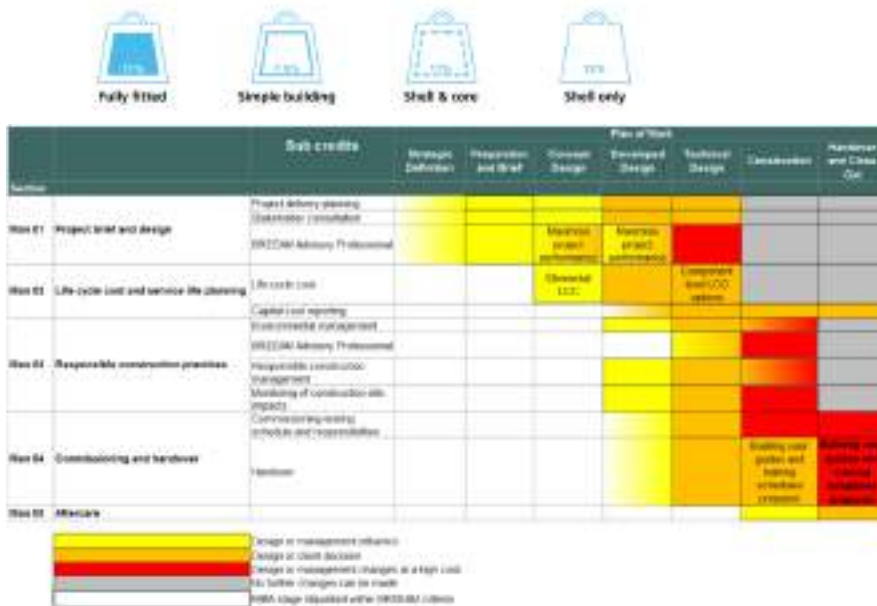 Fully fitted
Simple building
Shell & core
Shell only
Plan of Work
Section
Sub credits
Strategic Definition
Preparation and Brief
Concept Design
Developed Design
Technical Design
Construction
Handover and Close Out
Man 01
Project brief and design
Project delivery planning
Stakeholder consultation
BREEAM Advisory Professional
Maximise project performance
Maximise project performance
Man 02
Life cycle cost and service life planning
Life cycle cost
Elemental LCC
Component level LCC options
Capital cost reporting
Man 03
Responsible construction practices
Environmental management
BREEAM Advisory Professional
Responsible construction management
Monitoring of construction site impacts
Man 04
Commissioning and handover
Commissioning testing schedule and responsibilities
Handover
Building user guides and training schedules prepared
Man 05
Aftercare
Design or management influence
Design or client decision
Design or management changes at a high cost
No further changes can be made